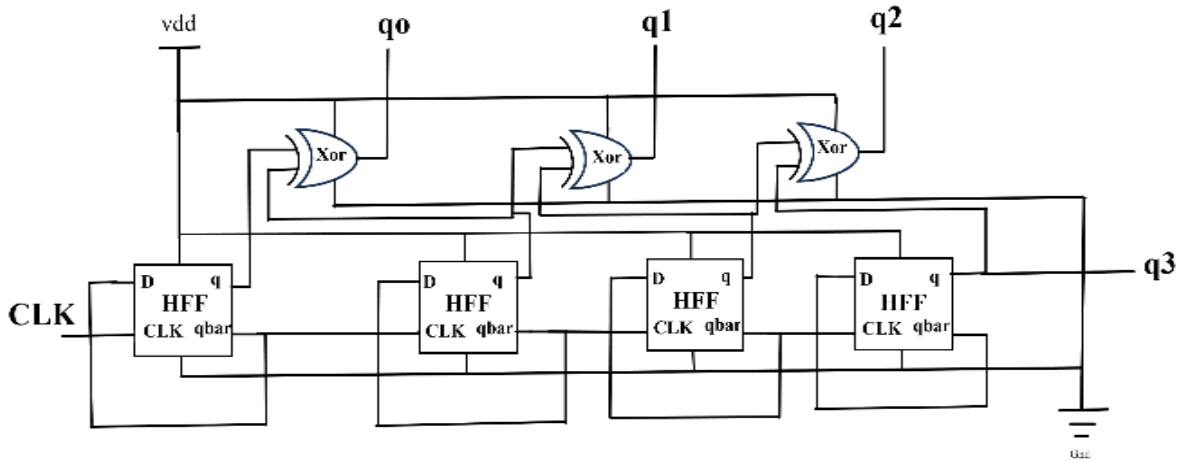 vdd
qo
q1
q2
Xor
Xor
Xor
D q
HFF
CLK qbar
D q
HFF
CLK qbar
D q
HFF
CLK qbar
D q
HFF
CLK qbar
CLK
q3
Gnd